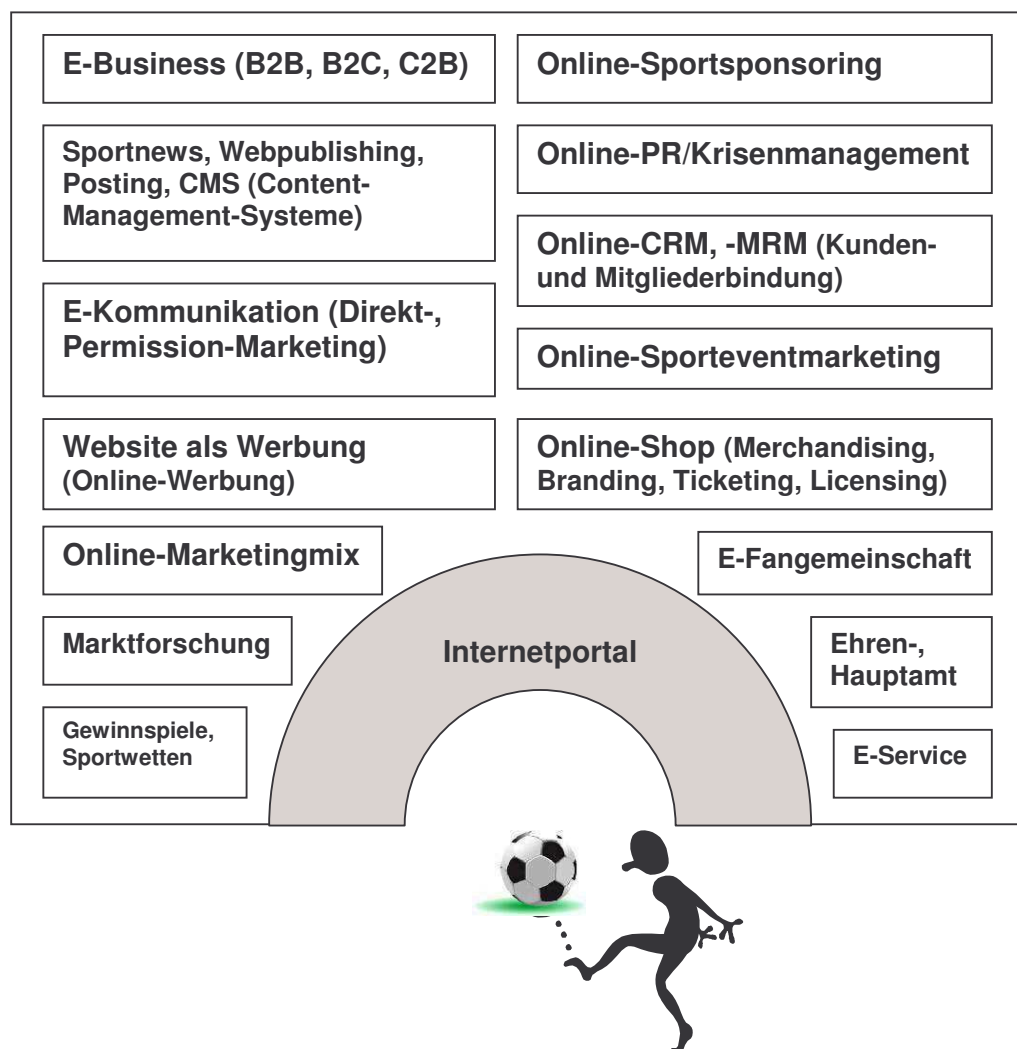 E-Business (B2B, B2C, C2B)
Sportnews, Webpublishing,
Posting, CMS (Content-
Management-Systeme)
E-Kommunikation (Direkt-,
Permission-Marketing)
Website als Werbung
(Online-Werbung)
Online-Marketingmix
Marktforschung
Gewinnspiele,
Sportwetten
Online-Sportsponsoring
Online-PR/Krisenmanagement
Online-CRM, -MRM (Kunden-
und Mitgliederbindung)
Online-Sporteventmarketing
Online-Shop (Merchandising,
Branding, Ticketing, Licensing)
E-Fangemeinschaft
Ehren-,
Hauptamt
E-Service
Internetportal